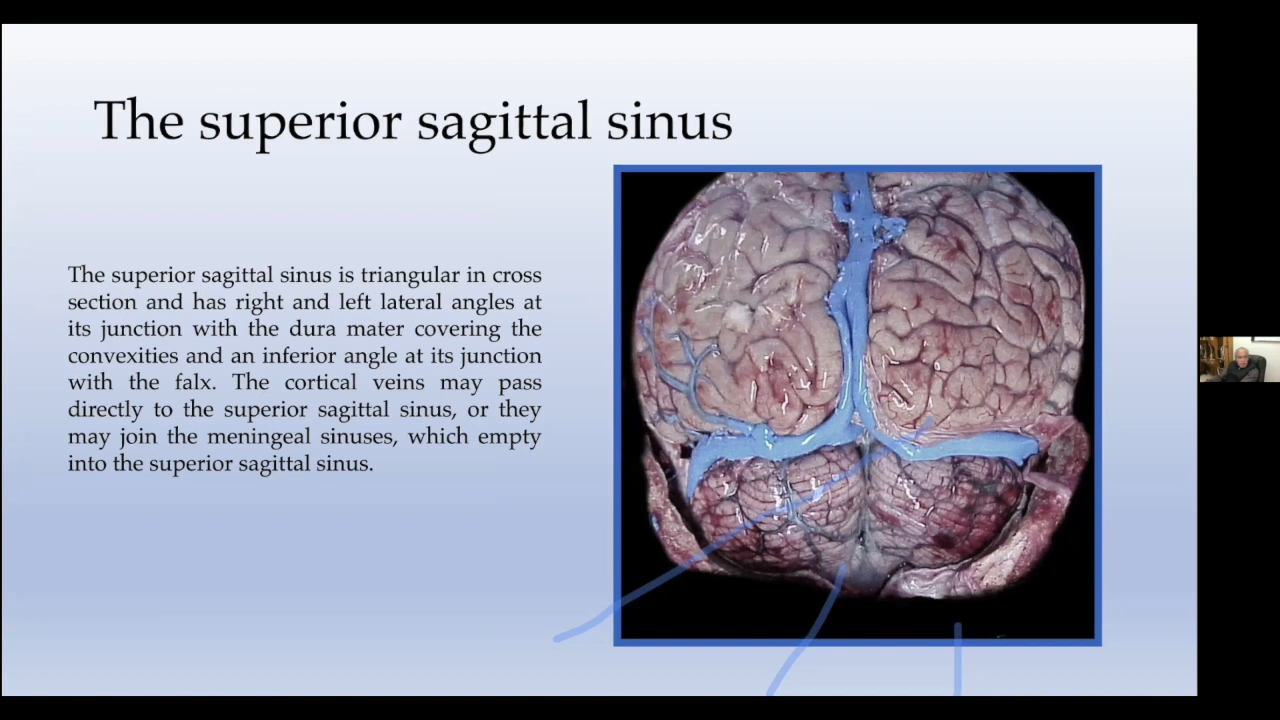 The superior sagittal sinus
The superior sagittal sinus is triangular in cross
section and has right and left lateral angles at
its junction with the dura mater covering the
convexities and an inferior angle at its junction
with the falx. The cortical veins may pass
directly to the superior sagittal sinus, or they
may join the meningeal sinuses, which empty
into the superior sagittal sinus.